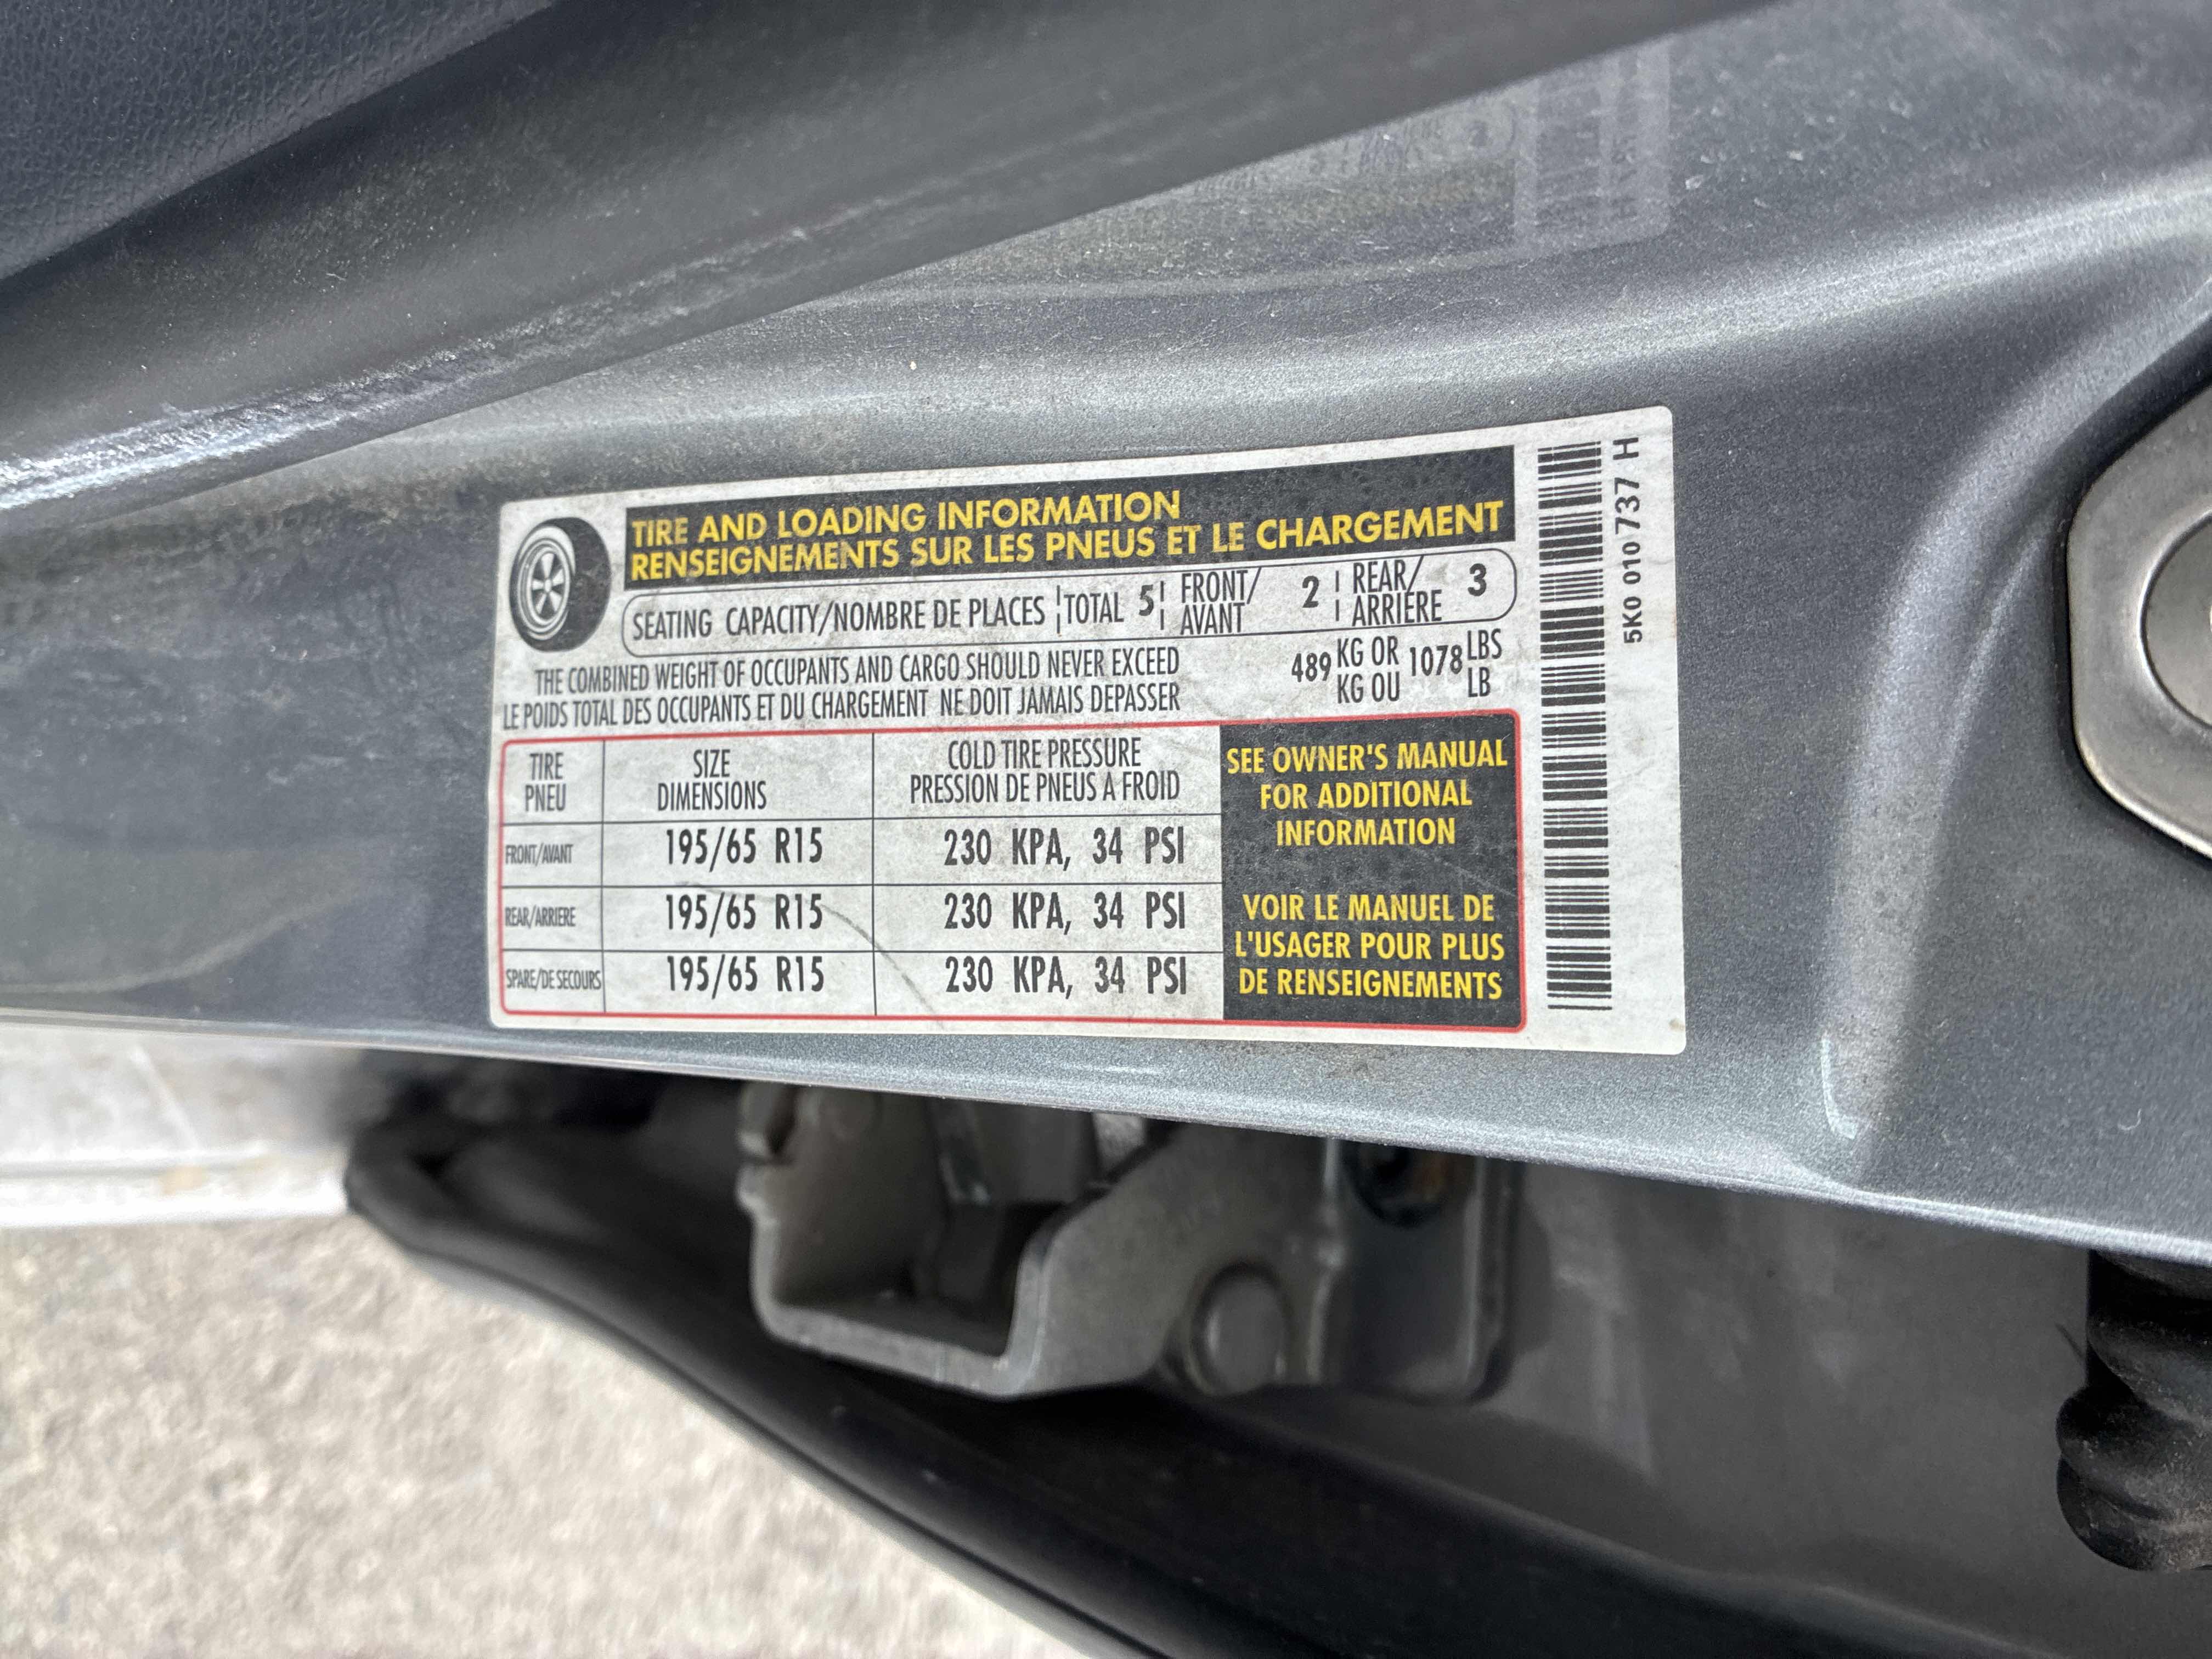 TIRE AND LOADING INFORMATION
RENSEIGNEMENTS SUR LES PNEUS ET LE CHARGEMENT
SEATING CAPACITY/NOMBRE DE PLACES TOTAL 5 FRONT/AVANT 2 REAR/ARRIÈRE 3
THE COMBINED WEIGHT OF OCCUPANTS AND CARGO SHOULD NEVER EXCEED 489 KG OR 1078 LBS
LE POIDS TOTAL DES OCCUPANTS ET DU CHARGEMENT NE DOIT JAMAIS DEPASSER KG OU LB
TIRE SIZE COLD TIRE PRESSURE
PNEU DIMENSIONS PRESSION DE PNEUS A FROID
FRONT/AVANT 195/65 R15 230 KPA, 34 PSI
REAR/ARRIERE 195/65 R15 230 KPA, 34 PSI
SPARE/DE SECOURS 195/65 R15 230 KPA, 34 PSI
SEE OWNER'S MANUAL
FOR ADDITIONAL
INFORMATION
VOIR LE MANUEL DE
L'USAGER POUR PLUS
DE RENSEIGNEMENTS
5K0 010 737 H